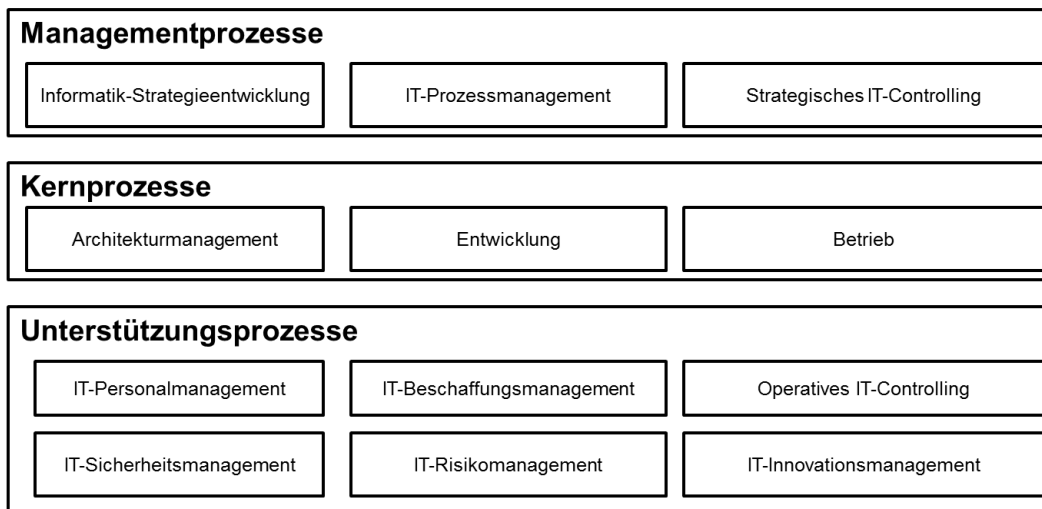 Managementprozesse
Informatik-Strategieentwicklung
IT-Prozessmanagement
Strategisches IT-Controlling
Kernprozesse
Architekturmanagement
Entwicklung
Betrieb
Unterstützungsprozesse
IT-Personalmanagement
IT-Beschaffungsmanagement
Operatives IT-Controlling
IT-Sicherheitsmanagement
IT-Risikomanagement
IT-Innovationsmanagement